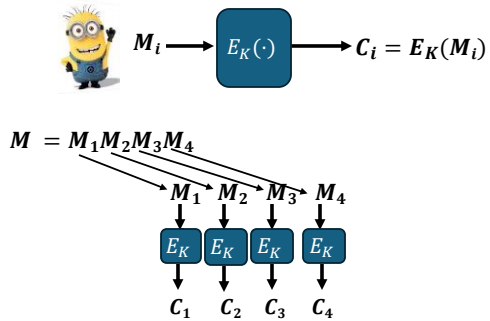 M_i E_K(·) C_i = E_K(M_i)
M = M_1M_2M_3M_4
M_1 M_2 M_3 M_4
E_K E_K E_K E_K
C_1 C_2 C_3 C_4